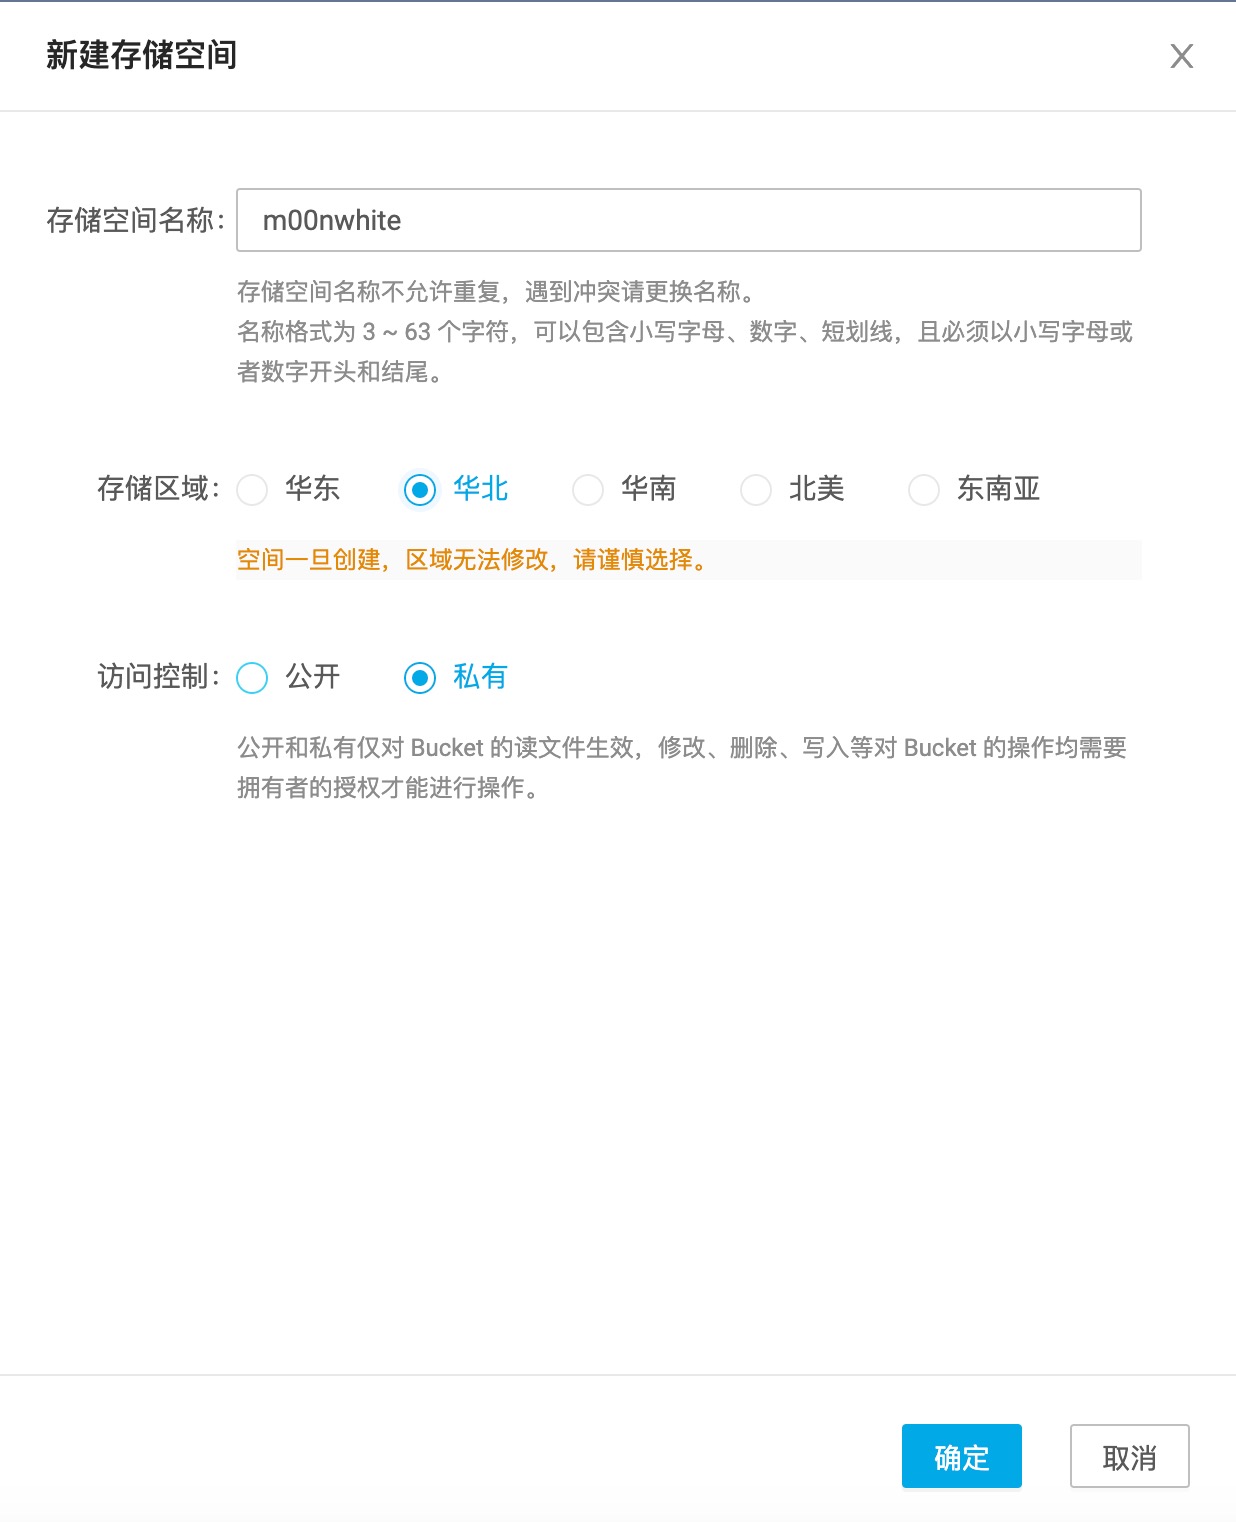 新建存储空间
存储空间名称：
m00nwhite
存储空间名称不允许重复，遇到冲突请更换名称。
名称格式为 3 ~ 63 个字符，可以包含小写字母、数字、短划线，且必须以小写字母或
者数字开头和结尾。
存储区域： 华东 华北 华南 北美 东南亚
空间一旦创建，区域无法修改，请谨慎选择。
访问控制： 公开 私有
公开和私有仅对 Bucket 的读文件生效，修改、删除、写入等对 Bucket 的操作均需要
拥有者的授权才能进行操作。
确定 取消